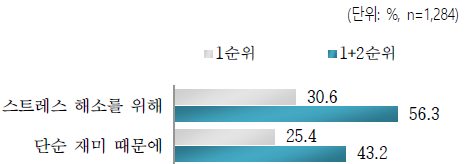 (단위: %, n=1,284)
1순위 1+2순위
스트레스 해소를 위해 30.6 56.3
단순 재미 때문에 25.4 43.2